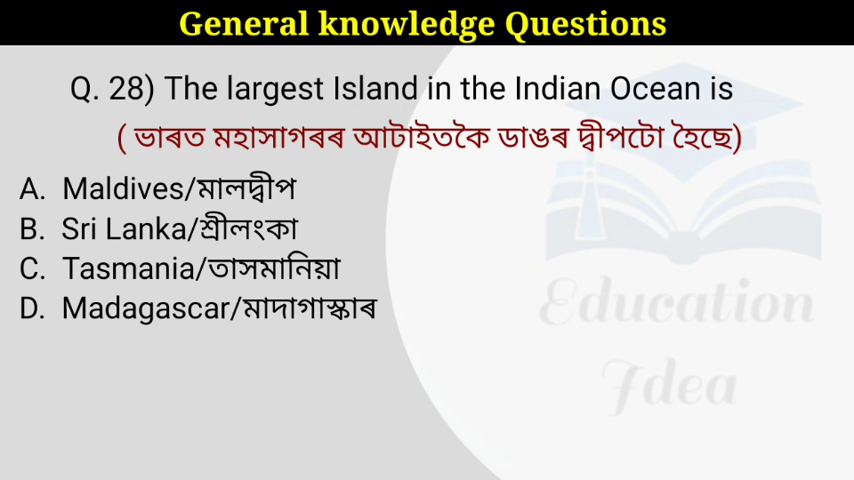 General knowledge Questions
Q. 28) The largest Island in the Indian Ocean is
( ভাৰত মহাসাগৰৰ আটাইতকৈ ডাঙৰ দ্বীপটো হৈছে)
A. Maldives/মালদ্বীপ
B. Sri Lanka/শ্ৰীলংকা
C. Tasmania/তাসমানিয়া
D. Madagascar/মাদাগাস্কাৰ
Education
Idea